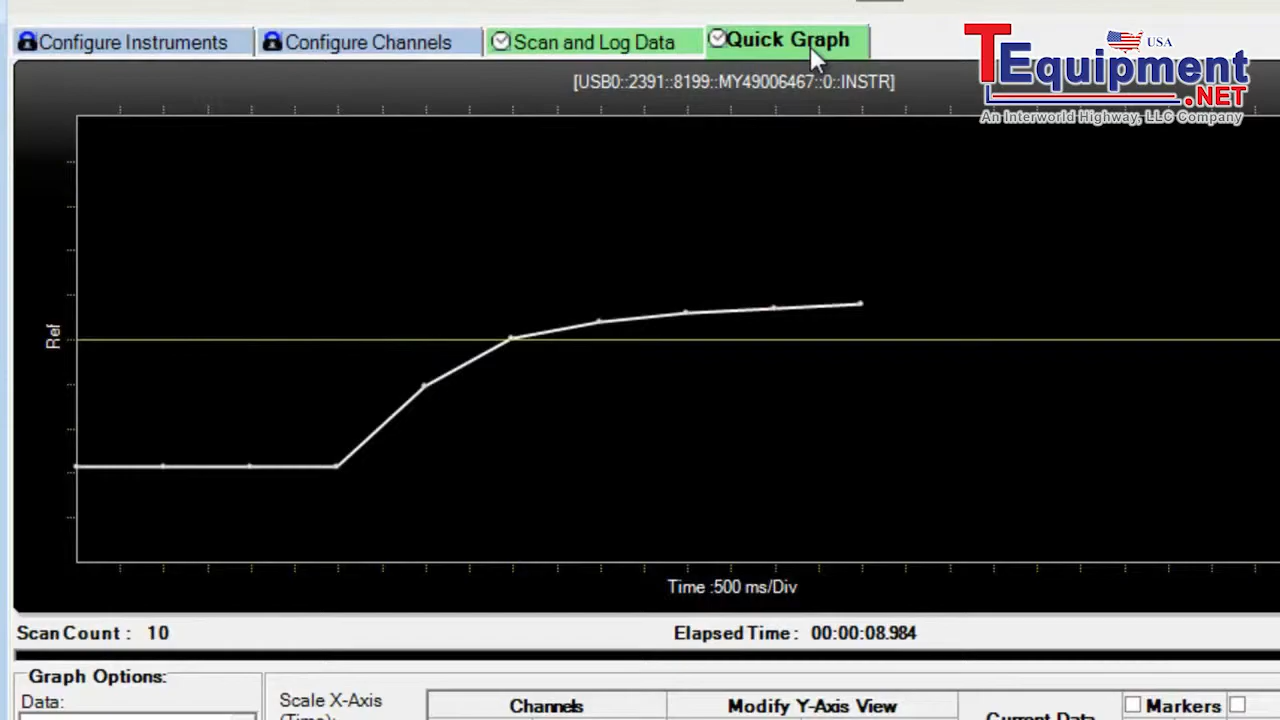 Configure Instruments
Configure Channels
Scan and Log Data
Quick Graph
TEquipment
.NET
USA
An Interworld Highway, LLC Company
[USB0::2391::8199::MY49006467::0::INSTR]
Ref
Time :500 ms/Div
Scan Count : 10
Elapsed Time : 00:00:08.984
Graph Options:
Data:
Scale X-Axis
(Time):
Channels
Modify Y-Axis View
Current Data
Markers